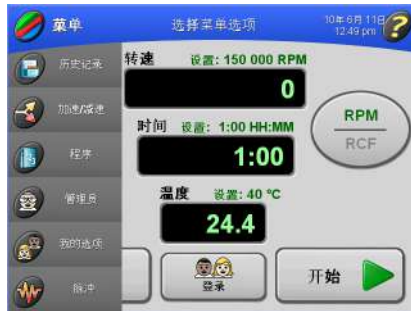 菜单
选择菜单选项
10年 6月 11日
12:49 pm
历史记录
加速/减速
程序
管理员
我的选项
脉冲
转速 设置: 150 000 RPM
0
时间 设置: 1:00 HH:MM
1:00
温度 设置: 40 °C
24.4
RPM
RCF
登录
开始